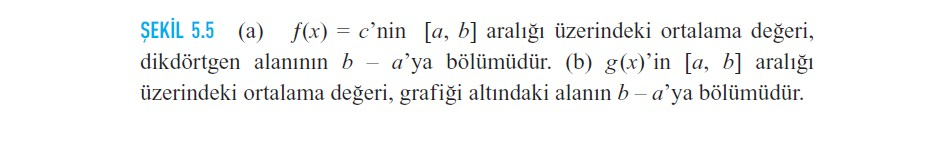 ŞEKİL 5.5 (a) f(x) = c’nin [a, b] aralığı üzerindeki ortalama değeri,
dikdörtgen alanının b – a’ya bölümüdür. (b) g(x)’in [a, b] aralığı
üzerindeki ortalama değeri, grafiği altındaki alanın b – a’ya bölümüdür.